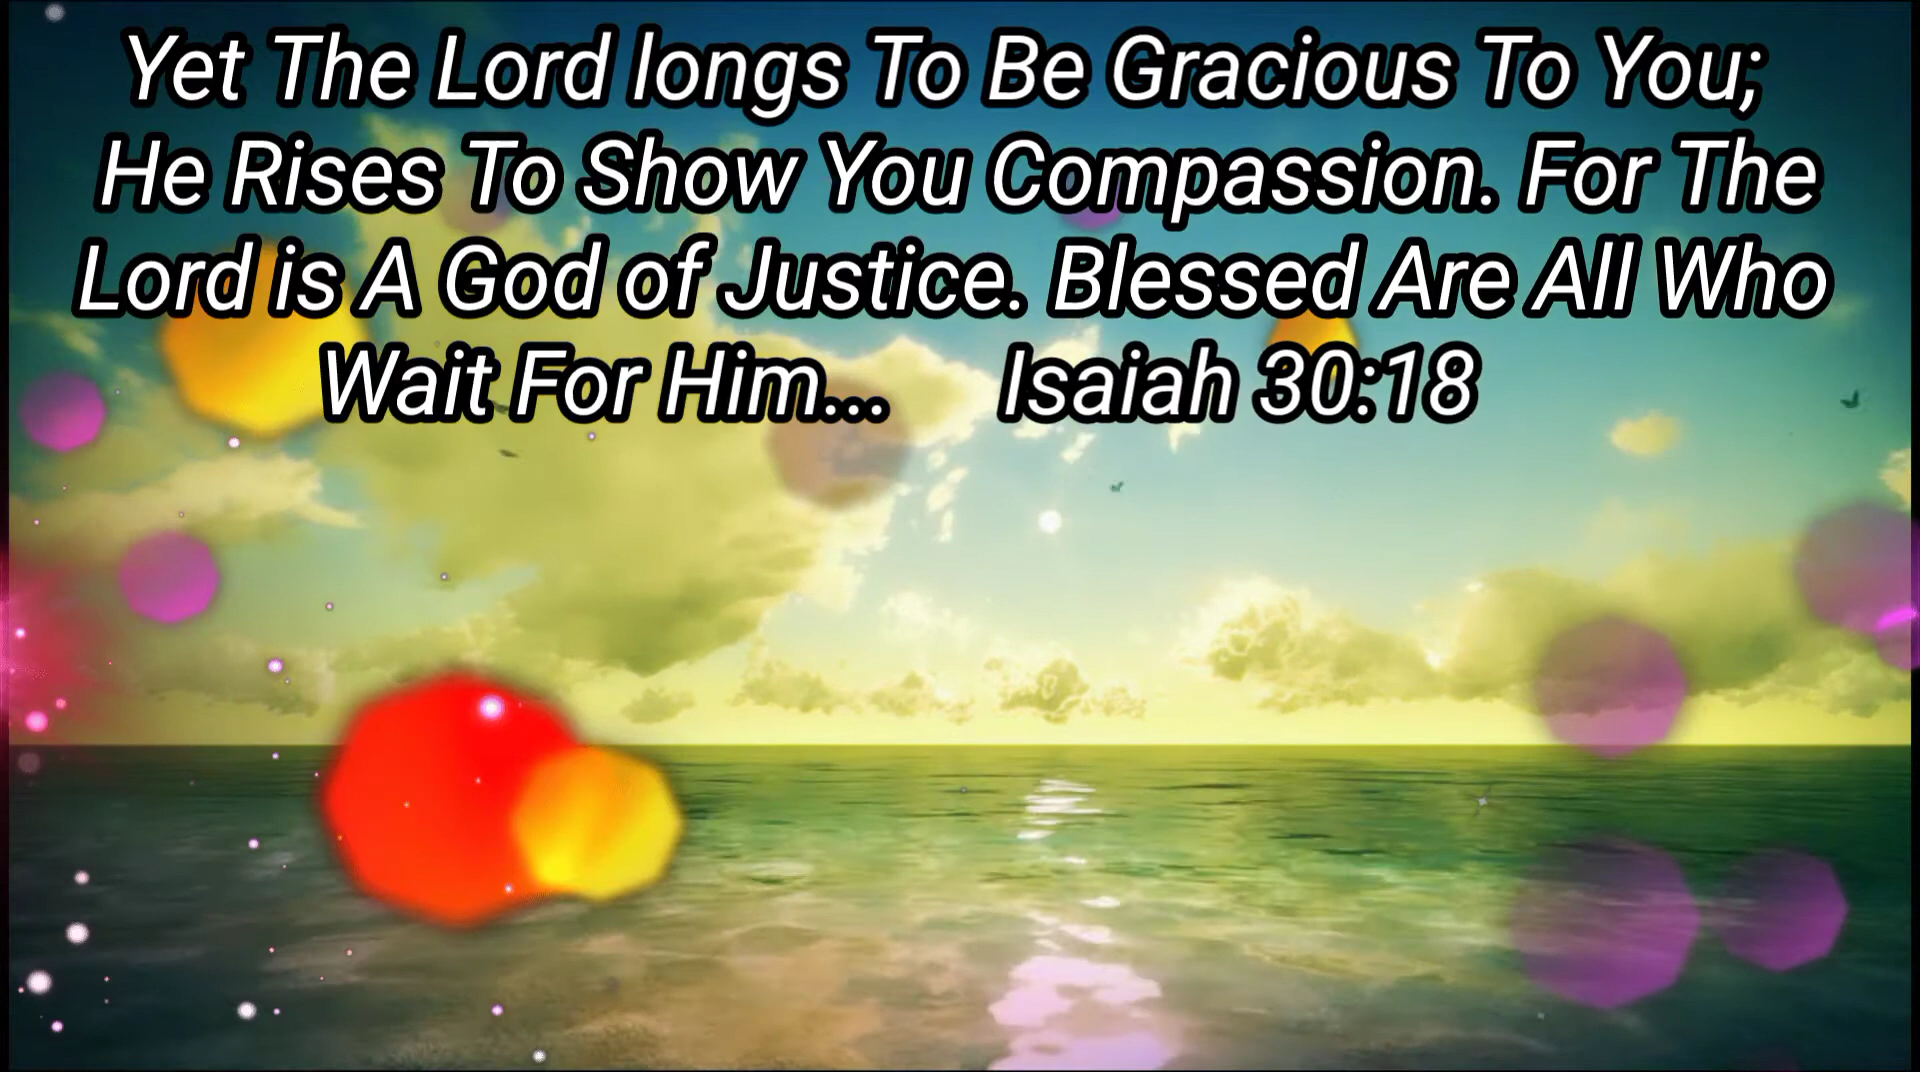 Yet The Lord longs To Be Gracious To You;
He Rises To Show You Compassion. For The
Lord is A God of Justice. Blessed Are All Who
Wait For Him... Isaiah 30:18